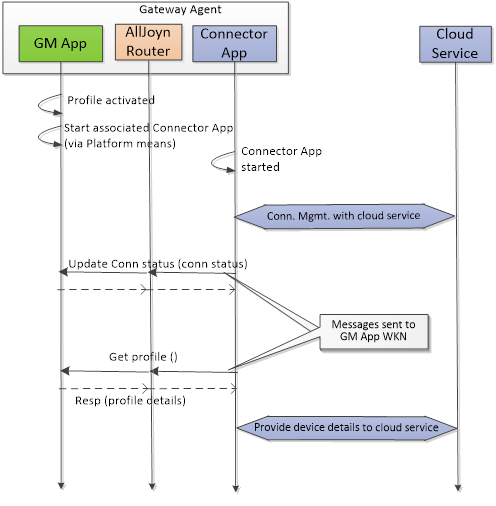 Gateway Agent
GM App
AllJoyn
Router
Connector
App
Cloud
Service
Profile activated
Start associated Connector App
(via Platform means)
Connector App
started
Conn. Mgmt. with cloud service
Update Conn status (conn status)
Messages sent to
GM App WKN
Get profile ()
Resp (profile details)
Provide device details to cloud service